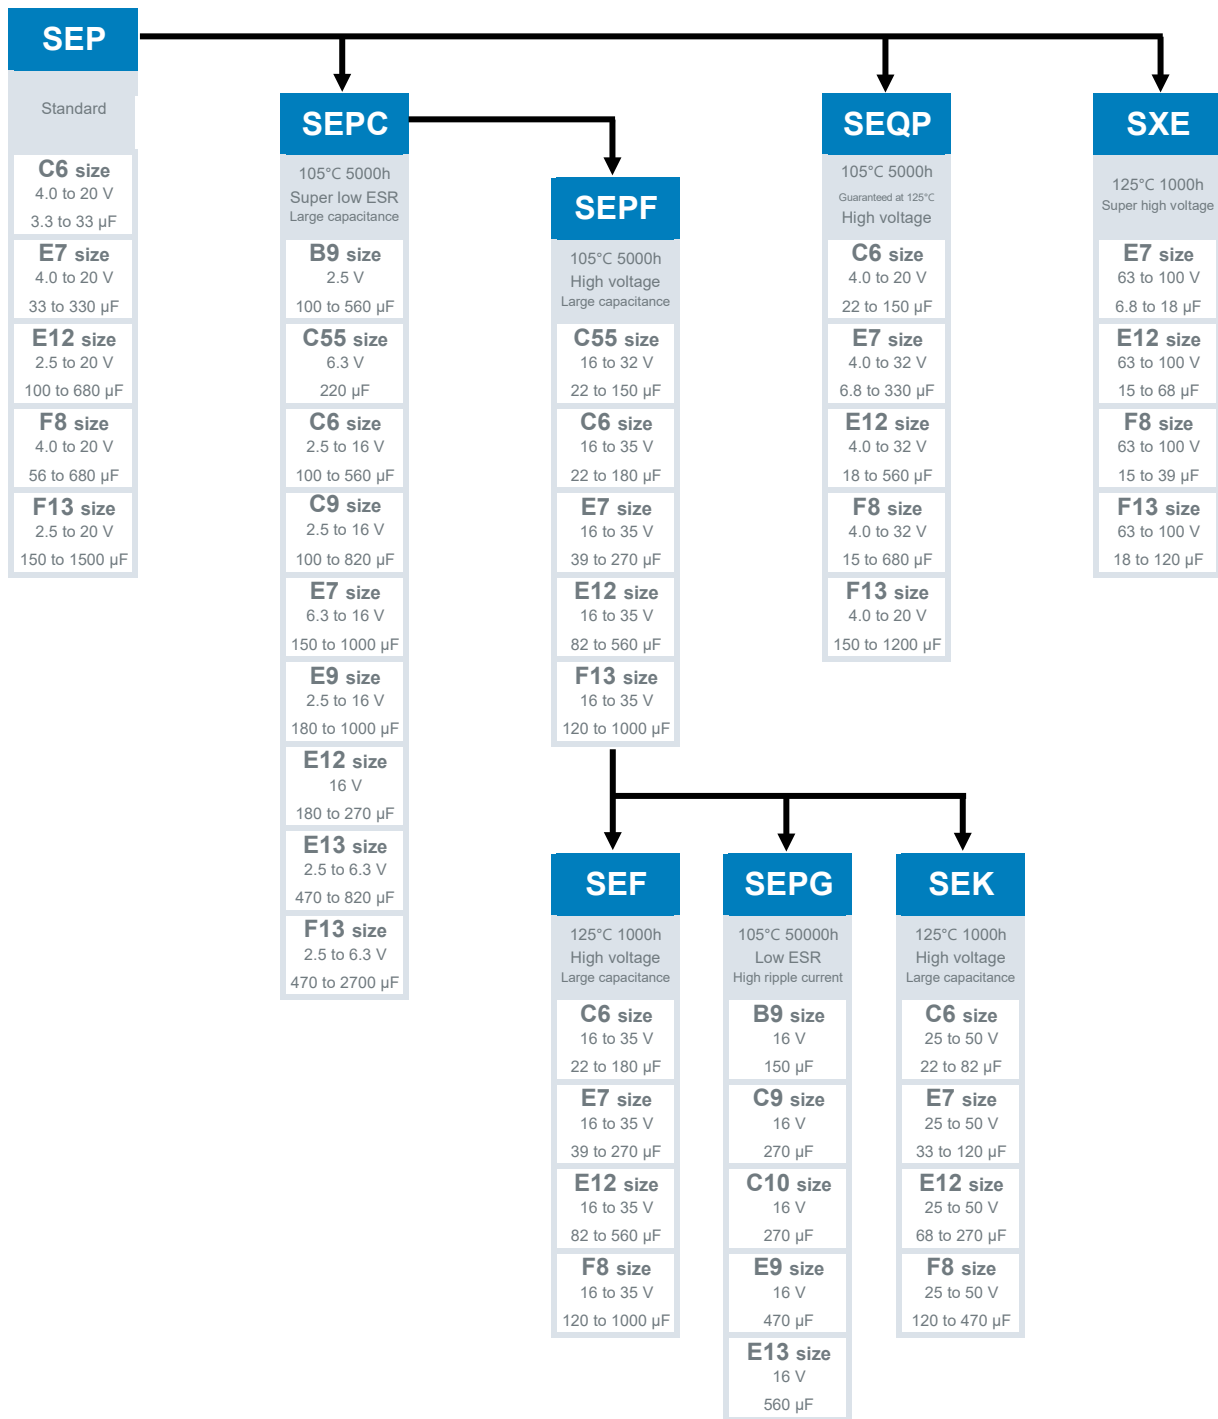 SEP
Standard
C6 size
4.0 to 20 V
3.3 to 33 µF
E7 size
4.0 to 20 V
33 to 330 µF
E12 size
2.5 to 20 V
100 to 680 µF
F8 size
4.0 to 20 V
56 to 680 µF
F13 size
2.5 to 20 V
150 to 1500 µF
SEPC
105°C 5000h
Super low ESR
Large capacitance
B9 size
2.5 V
100 to 560 µF
C55 size
6.3 V
220 µF
C6 size
2.5 to 16 V
100 to 560 µF
C9 size
2.5 to 16 V
100 to 820 µF
E7 size
6.3 to 16 V
150 to 1000 µF
E9 size
2.5 to 16 V
180 to 1000 µF
E12 size
16 V
180 to 270 µF
E13 size
2.5 to 6.3 V
470 to 820 µF
F13 size
2.5 to 6.3 V
470 to 2700 µF
SEPF
105°C 5000h
High voltage
Large capacitance
C55 size
16 to 32 V
22 to 150 µF
C6 size
16 to 35 V
22 to 180 µF
E7 size
16 to 35 V
39 to 270 µF
E12 size
16 to 35 V
82 to 560 µF
F13 size
16 to 35 V
120 to 1000 µF
SEQP
105°C 5000h
Guaranteed at 125°C
High voltage
C6 size
4.0 to 20 V
22 to 150 µF
E7 size
4.0 to 32 V
6.8 to 330 µF
E12 size
4.0 to 32 V
18 to 560 µF
F8 size
4.0 to 32 V
15 to 680 µF
F13 size
4.0 to 20 V
150 to 1200 µF
SXE
125°C 1000h
Super high voltage
E7 size
63 to 100 V
6.8 to 18 µF
E12 size
63 to 100 V
15 to 68 µF
F8 size
63 to 100 V
15 to 39 µF
F13 size
63 to 100 V
18 to 120 µF
SEF
125°C 1000h
High voltage
Large capacitance
C6 size
16 to 35 V
22 to 180 µF
E7 size
16 to 35 V
39 to 270 µF
E12 size
16 to 35 V
82 to 560 µF
F8 size
16 to 35 V
120 to 1000 µF
SEPG
105°C 50000h
Low ESR
High ripple current
B9 size
16 V
150 µF
C9 size
16 V
270 µF
C10 size
16 V
270 µF
E9 size
16 V
470 µF
E13 size
16 V
560 µF
SEK
125°C 1000h
High voltage
Large capacitance
C6 size
25 to 50 V
22 to 82 µF
E7 size
25 to 50 V
33 to 120 µF
E12 size
25 to 50 V
68 to 270 µF
F8 size
25 to 50 V
120 to 470 µF